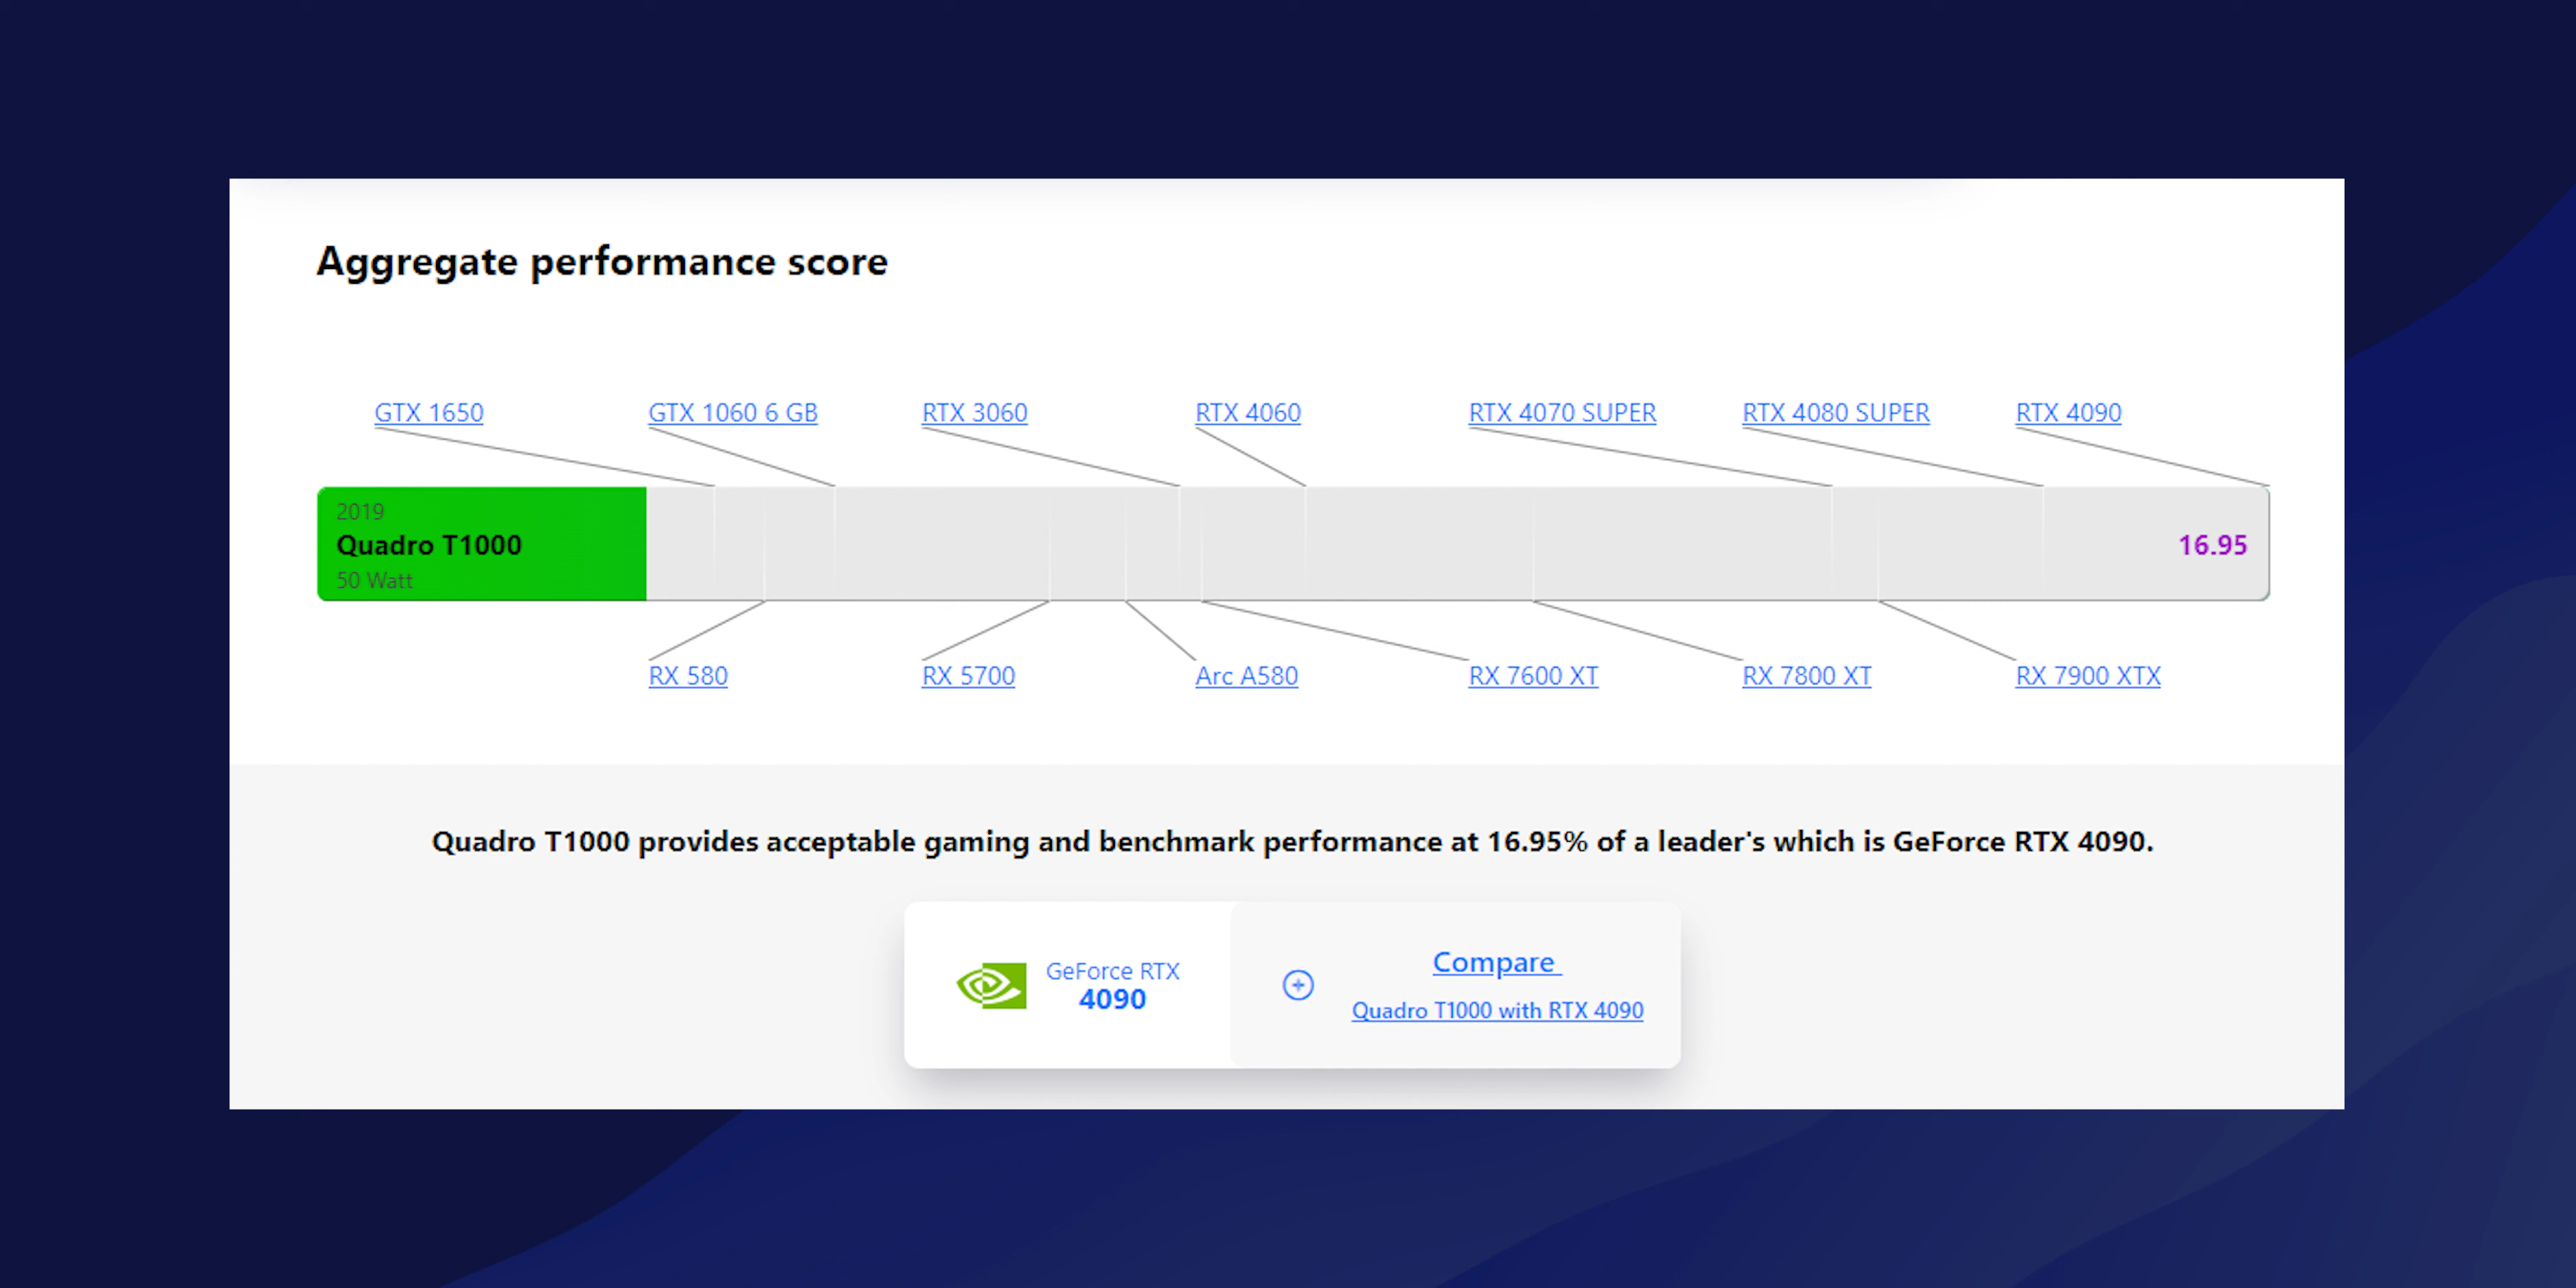 Aggregate performance score
GTX 1650
GTX 1060 6 GB
RTX 3060
RTX 4060
RTX 4070 SUPER
RTX 4080 SUPER
RTX 4090
2019
Quadro T1000
50 Watt
16.95
RX 580
RX 5700
Arc A580
RX 7600 XT
RX 7800 XT
RX 7900 XTX
Quadro T1000 provides acceptable gaming and benchmark performance at 16.95% of a leader's which is GeForce RTX 4090.
GeForce RTX
4090
Compare
Quadro T1000 with RTX 4090